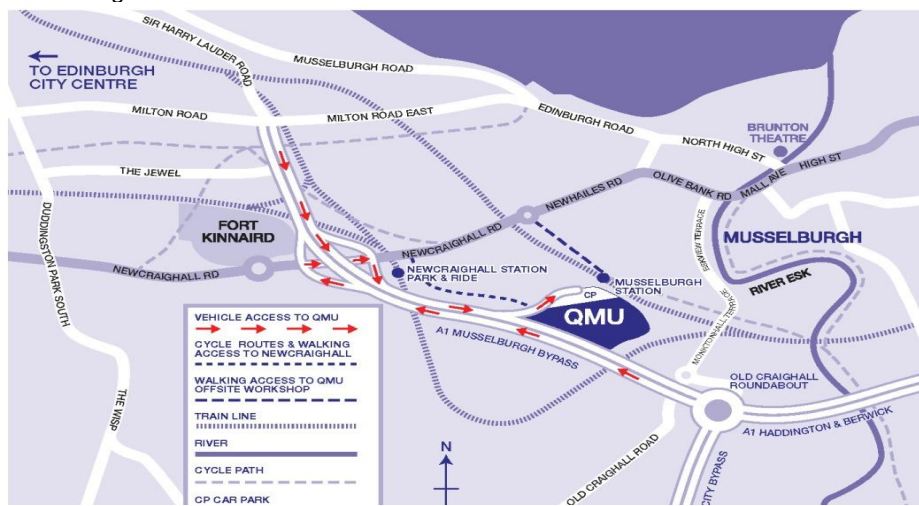 SIR HARRY LAUDER ROAD
TO EDINBURGH
CITY CENTRE
MUSSELBURGH ROAD
MILTON ROAD
MILTON ROAD EAST
EDINBURGH ROAD
BRUNTON
THEATRE
NORTH HIGH ST
MALL AVE
HIGH ST
THE JEWEL
OLIVE BANK RD
NEWHAILES RD
DUDDINGSTON PARK SOUTH
FORT
KINNAIRD
NEWCRAIGHALL RD
NEWCRAIGHALL RD
ESKVIEW TERRACE
MUSSELBURGH
RIVER ESK
NEWCRAIGHALL STATION
PARK & RIDE
MUSSELBURGH
STATION
CP
QMU
MONKTONHALL TERRACE
A1 MUSSELBURGH BYPASS
OLD CRAIGHALL
ROUNDABOUT
A1 HADDINGTON & BERWICK
OLD CRAIGHALL ROAD
CITY BYPASS
THE WISP
N
VEHICLE ACCESS TO QMU
CYCLE ROUTES & WALKING
ACCESS TO NEWCRAIGHALL
WALKING ACCESS TO QMU
OFFSITE WORKSHOP
TRAIN LINE
RIVER
CYCLE PATH
CP CAR PARK